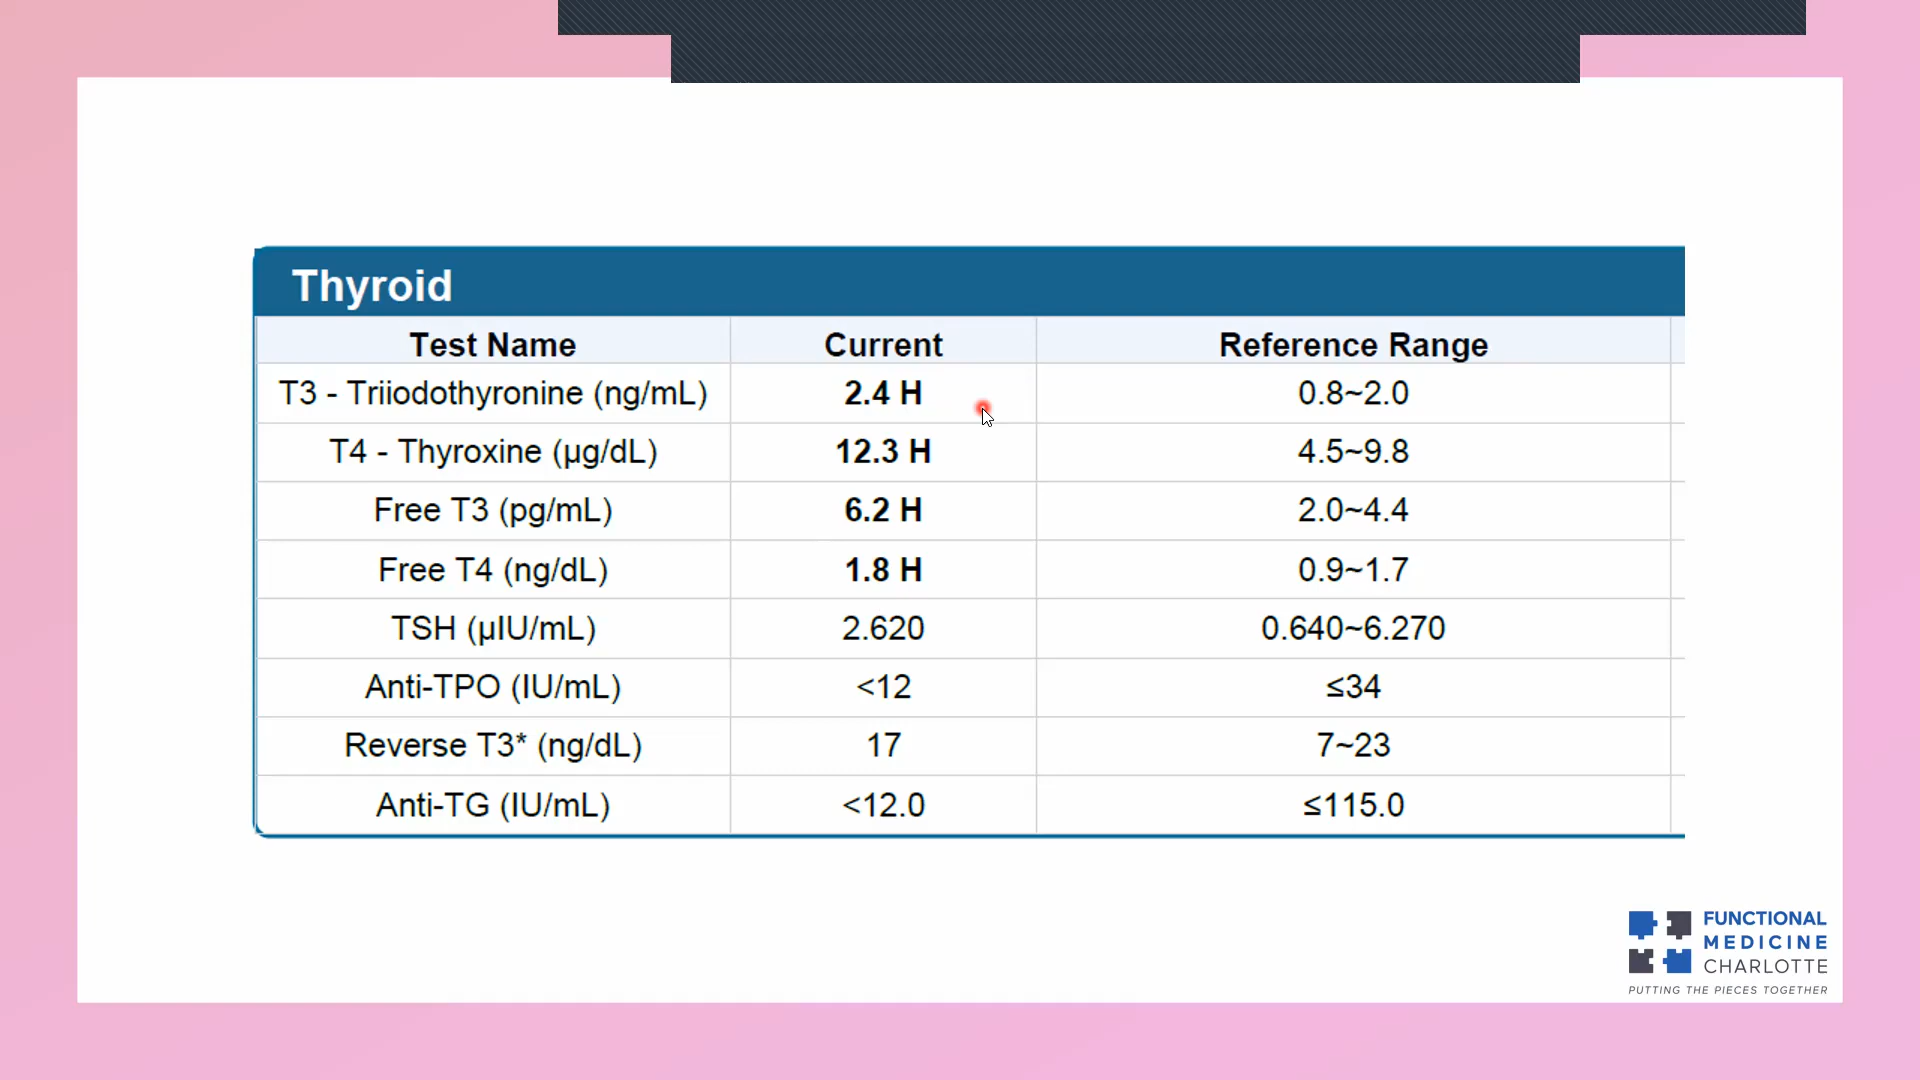 Thyroid
Test Name Current Reference Range
T3 - Triiodothyronine (ng/mL) 2.4 H 0.8~2.0
T4 - Thyroxine (µg/dL) 12.3 H 4.5~9.8
Free T3 (pg/mL) 6.2 H 2.0~4.4
Free T4 (ng/dL) 1.8 H 0.9~1.7
TSH (µIU/mL) 2.620 0.640~6.270
Anti-TPO (IU/mL) <12 ≤34
Reverse T3* (ng/dL) 17 7~23
Anti-TG (IU/mL) <12.0 ≤115.0
FUNCTIONAL
MEDICINE
CHARLOTTE
PUTTING THE PIECES TOGETHER